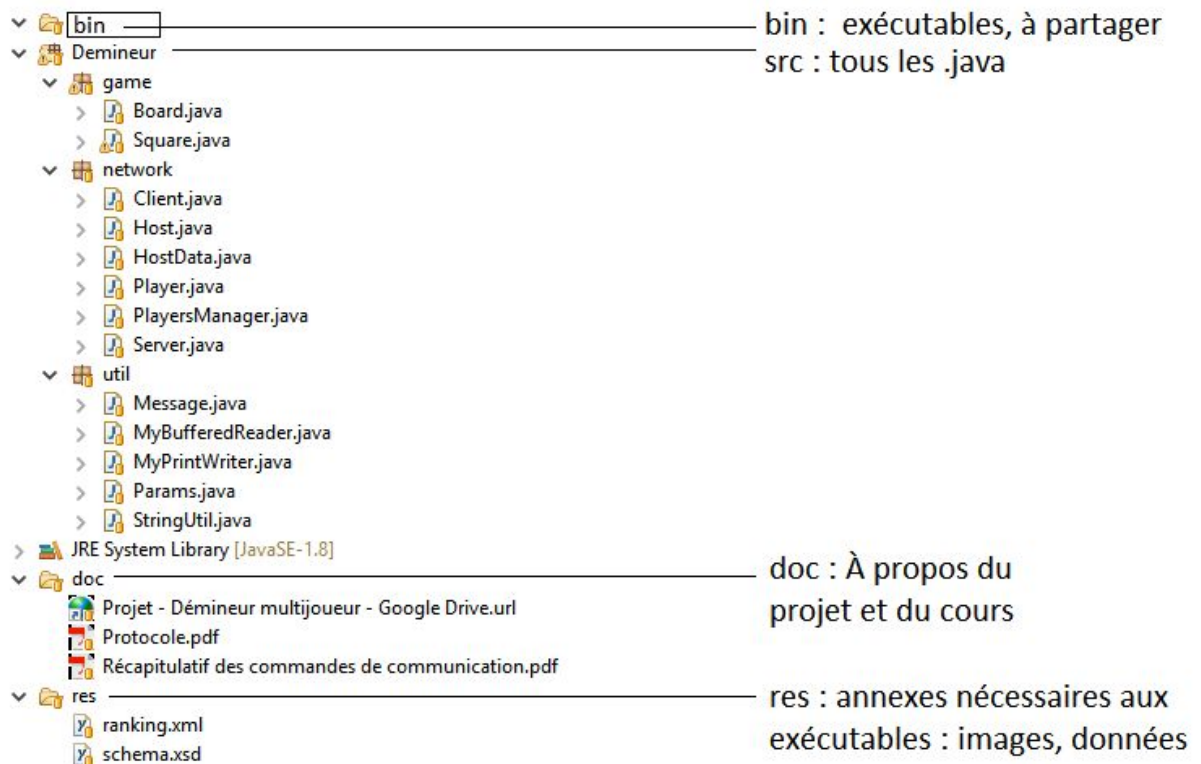 bin
bin : exécutables, à partager
Demineur
src : tous les .java
game
Board.java
Square.java
network
Client.java
Host.java
HostData.java
Player.java
PlayersManager.java
Server.java
util
Message.java
MyBufferedReader.java
MyPrintWriter.java
Params.java
StringUtil.java
JRE System Library [JavaSE-1.8]
doc
doc : À propos du
projet et du cours
Projet - Démineur multijoueur - Google Drive.url
Protocole.pdf
Récapitulatif des commandes de communication.pdf
res
res : annexes nécessaires aux
exécutables : images, données
ranking.xml
schema.xsd